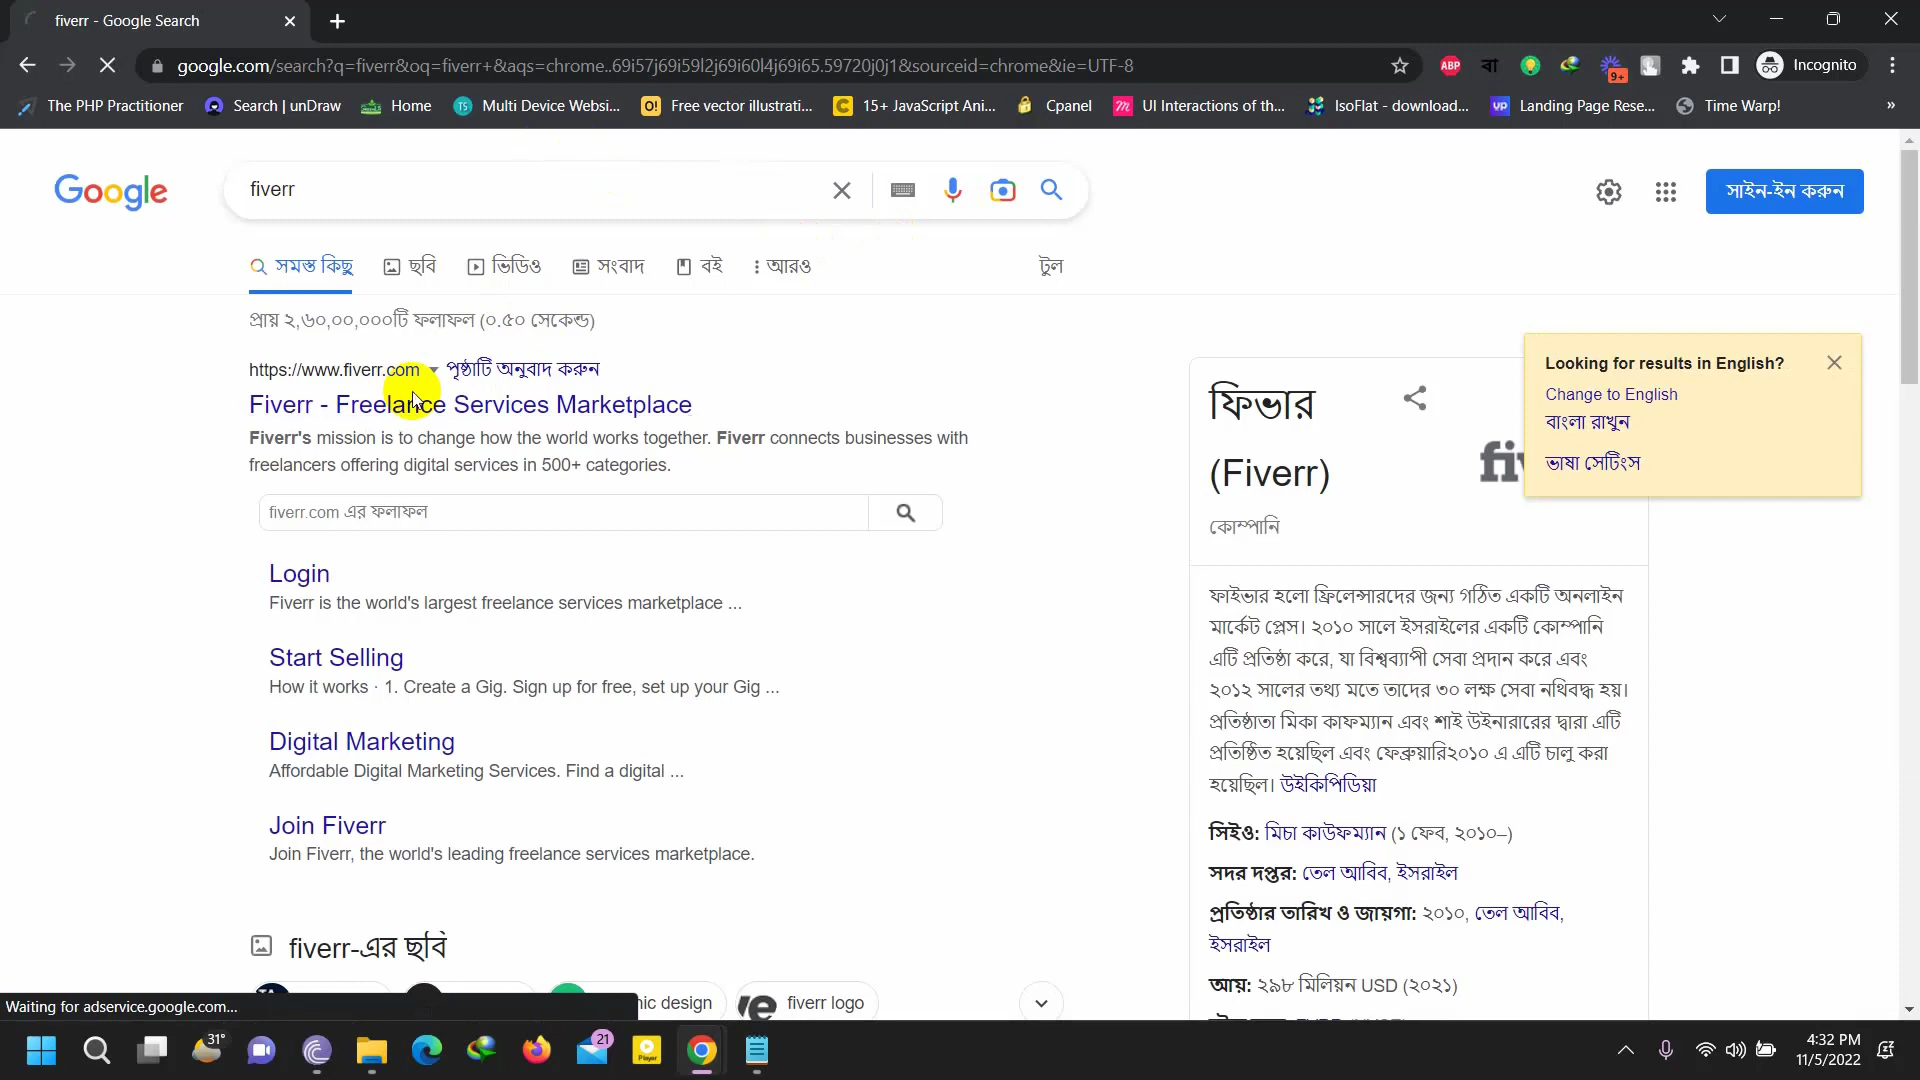 fiverr - Google Search
google.com/search?q=fiverr&oq=fiverr+&aqs=chrome..69i57j69i59l2j69i60l4j69i65.59720j0j1&sourceid=chrome&ie=UTF-8
ABP
বা
9+
Incognito
The PHP Practitioner
Search | unDraw
Home
TS
Multi Device Websi...
Free vector illustrati...
15+ JavaScript Ani...
Cpanel
UI Interactions of th...
IsoFlat - download...
Landing Page Rese...
Time Warp!
»
Google
fiverr
সাইন-ইন করুন
সমস্ত কিছু
ছবি
ভিডিও
সংবাদ
বই
আরও
টুল
প্রায় ২,৬০,০০,০০০টি ফলাফল (০.৫০ সেকেন্ড)
https://www.fiverr.com
পৃষ্ঠাটি অনুবাদ করুন
Fiverr - Freelance Services Marketplace
Fiverr's mission is to change how the world works together. Fiverr connects businesses with
freelancers offering digital services in 500+ categories.
fiverr.com এর ফলাফল
Login
Fiverr is the world's largest freelance services marketplace ...
Start Selling
How it works · 1. Create a Gig. Sign up for free, set up your Gig ...
Digital Marketing
Affordable Digital Marketing Services. Find a digital ...
Join Fiverr
Join Fiverr, the world's leading freelance services marketplace.
fiverr-এর ছবি
design
fiverr logo
ফিভার
(Fiverr)
কোম্পানি
Looking for results in English?
Change to English
বাংলা রাখুন
ভাষা সেটিংস
ফাইভার হলো ফ্রিলেন্সারদের জন্য গঠিত একটি অনলাইন
মার্কেট প্লেস। ২০১০ সালে ইসরাইলের একটি কোম্পানি
এটি প্রতিষ্ঠা করে, যা বিশ্বব্যাপী সেবা প্রদান করে এবং
২০১২ সালের তথ্য মতে তাদের ৩০ লক্ষ সেবা নথিবদ্ধ হয়।
প্রতিষ্ঠাতা মিকা কাফম্যান এবং শাই উইনারারের দ্বারা এটি
প্রতিষ্ঠিত হয়েছিল এবং ফেব্রুয়ারি২০১০ এ এটি চালু করা
হয়েছিল। উইকিপিডিয়া
সিইও: মিচা কাউফম্যান (১ ফেব, ২০১০–)
সদর দপ্তর: তেল আবিব, ইসরাইল
প্রতিষ্ঠার তারিখ ও জায়গা: ২০১০, তেল আবিব,
ইসরাইল
আয়: ২৯৮ মিলিয়ন USD (২০২১)
Waiting for adservice.google.com...
31°
21
Player
4:32 PM
11/5/2022